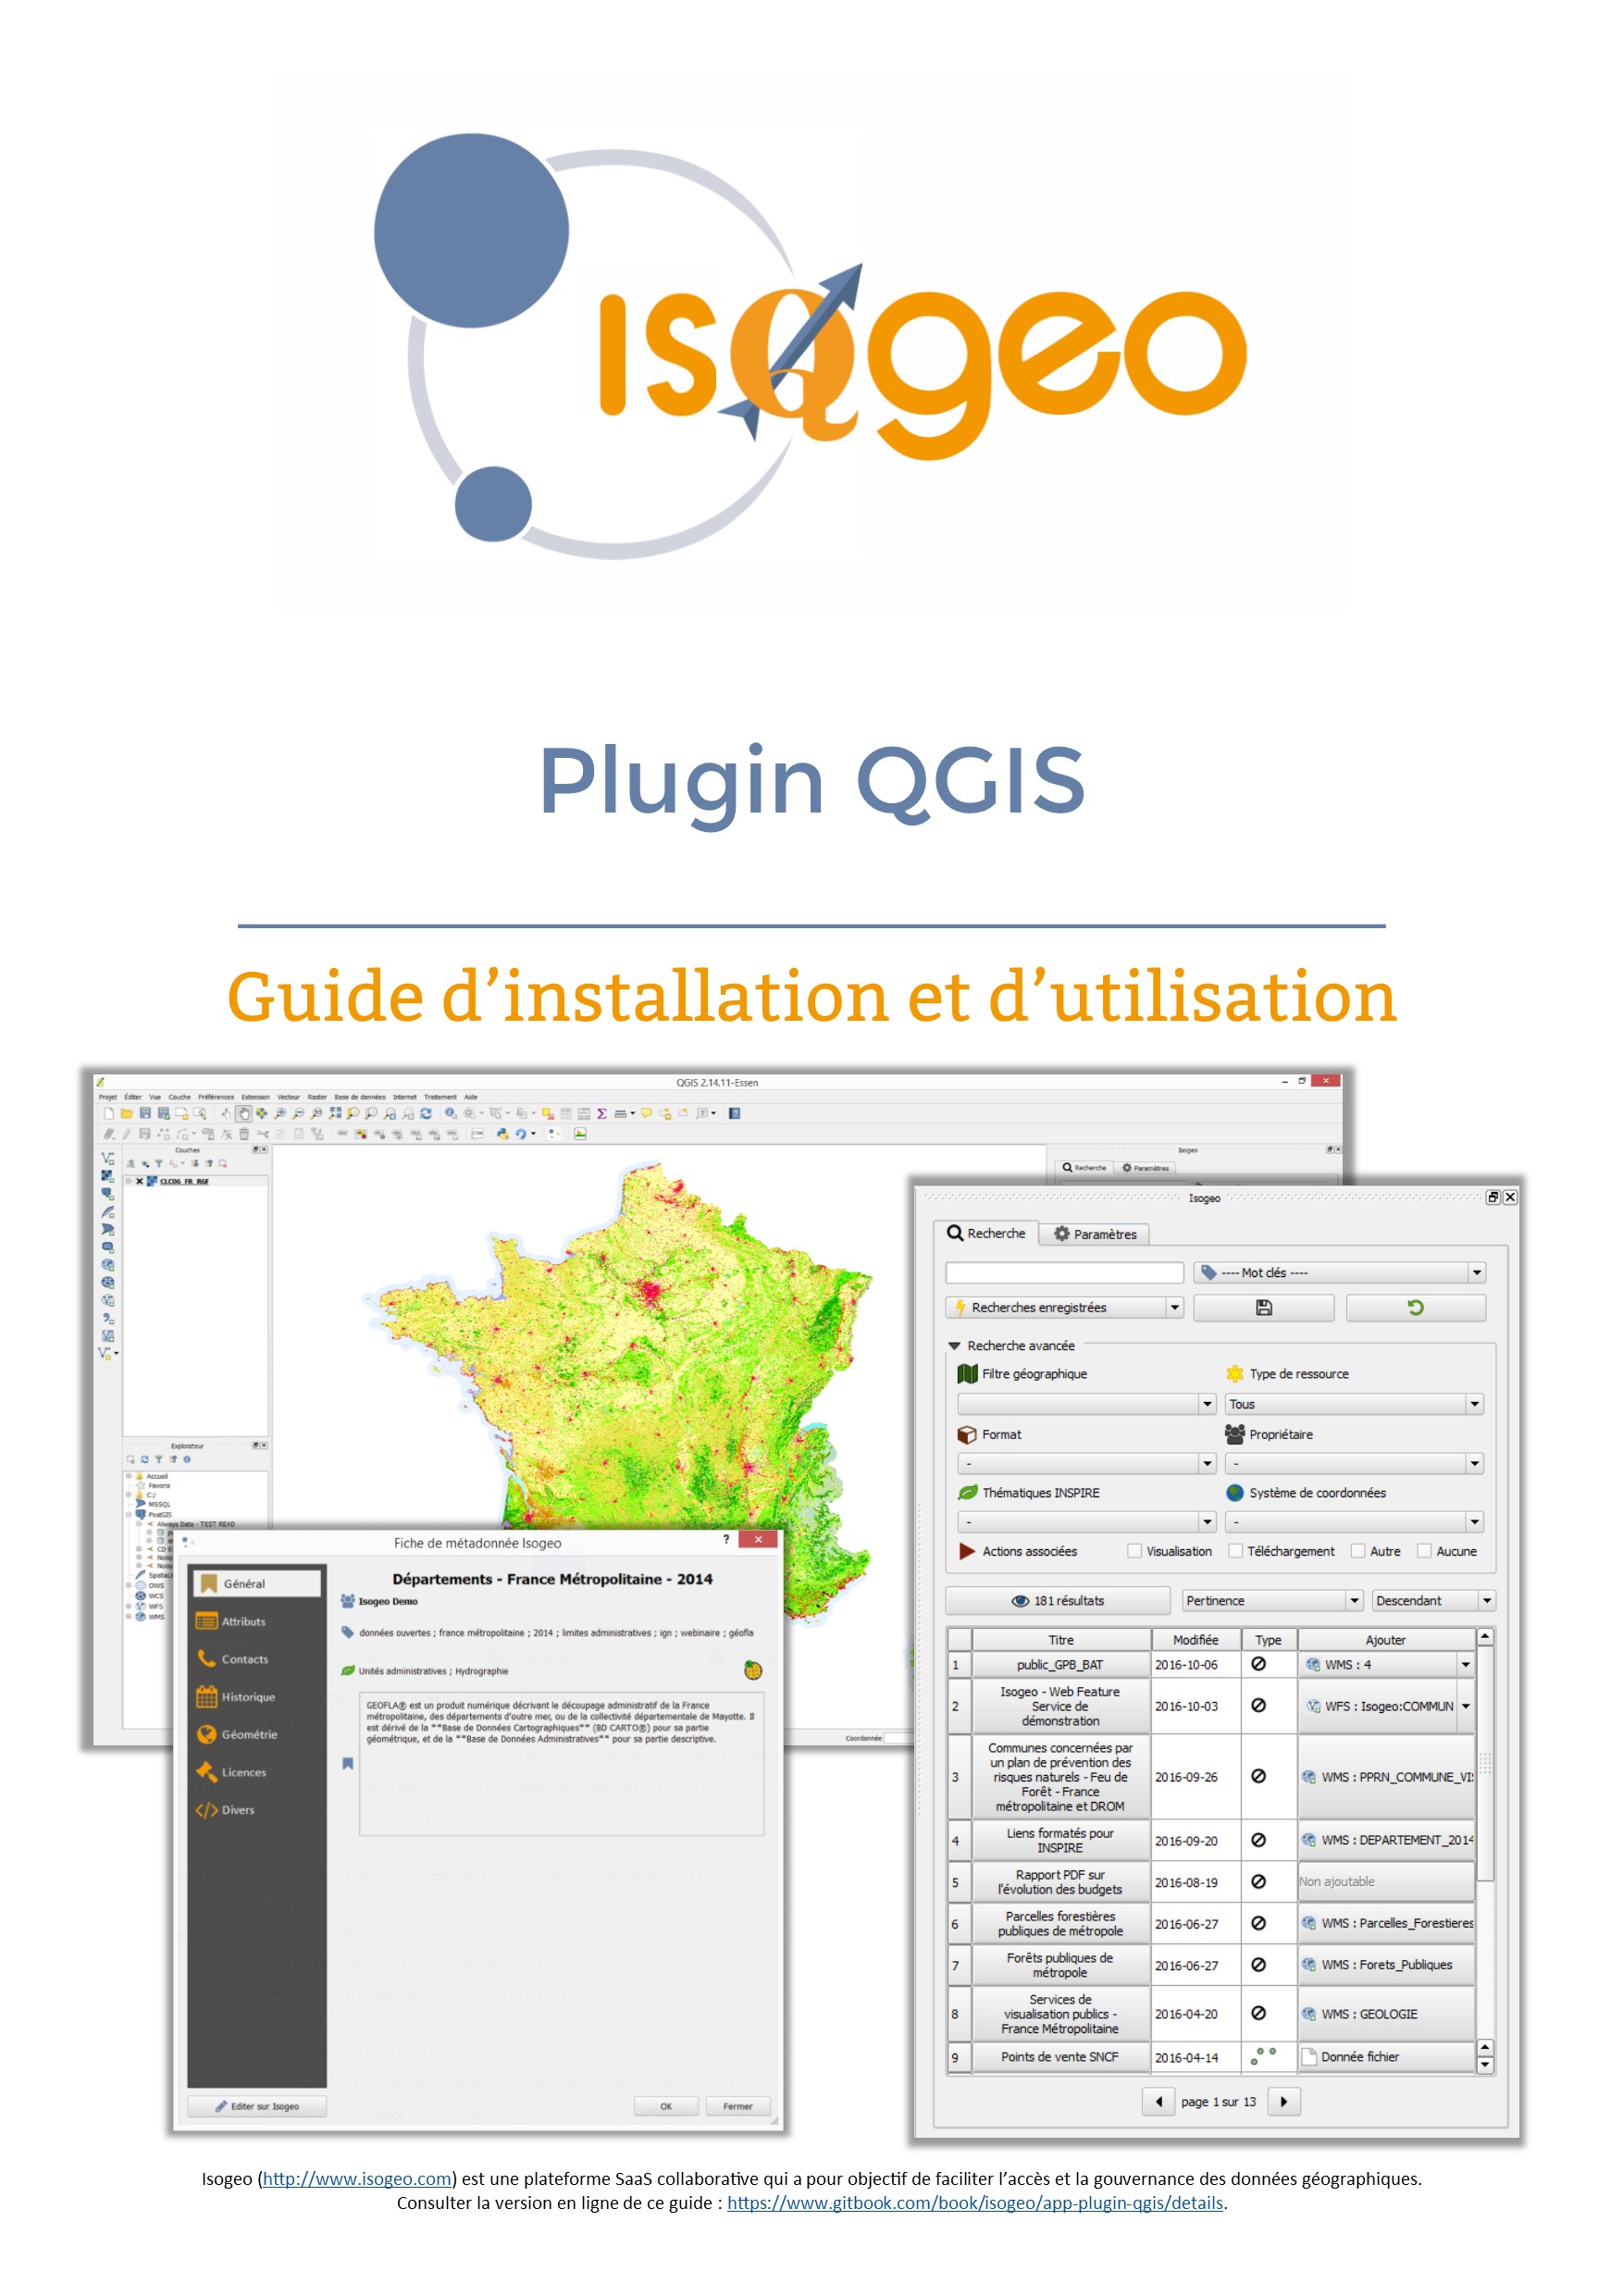 ISQgeo
Plugin QGIS
Guide d'installation et d'utilisation
QGIS 2.14.11-Essen
Projet Éditer Vue Couche Préférences Extension Vecteur Raster Base de données Internet Traitement Aide
Couches
CLC06_FR_RGF
Isogeo
Recherche Paramètres
Explorateur
Accueil
Favoris
C:/
MSSQL
PostGIS
Always Data - TEST READ
OWS
WCS
WFS
WMS
Coordonnée
Fiche de métadonnée Isogeo
?
Général
Attributs
Contacts
Historique
Géométrie
Licences
</> Divers
Départements - France Métropolitaine - 2014
Isogeo Demo
données ouvertes ; france métropolitaine ; 2014 ; limites administratives ; ign ; webinaire ; géofla
Unités administratives ; Hydrographie
GEOFLA® est un produit numérique décrivant le découpage administratif de la France
métropolitaine, des départements d'outre mer, ou de la collectivité départementale de Mayotte. Il
est dérivé de la **Base de Données Cartographiques** (BD CARTO®) pour sa partie
géométrique, et de la **Base de Données Administratives** pour sa partie descriptive.
Editer sur Isogeo
OK
Fermer
Isogeo
Recherche Paramètres
---- Mot clés ----
Recherches enregistrées
Recherche avancée
Filtre géographique Type de ressource
Tous
Format Propriétaire
- -
Thématiques INSPIRE Système de coordonnées
- -
Actions associées Visualisation Téléchargement Autre Aucune
181 résultats Pertinence Descendant
Titre Modifiée Type Ajouter
1 public_GPB_BAT 2016-10-06 WMS : 4
2 Isogeo - Web Feature
Service de
démonstration 2016-10-03 WFS : Isogeo:COMMUN
3 Communes concernées par
un plan de prévention des
risques naturels - Feu de
Forêt - France
métropolitaine et DROM 2016-09-26 WMS : PPRN_COMMUNE_VI
4 Liens formatés pour
INSPIRE 2016-09-20 WMS : DEPARTEMENT_2014
5 Rapport PDF sur
l'évolution des budgets 2016-08-19 Non ajoutable
6 Parcelles forestières
publiques de métropole 2016-06-27 WMS : Parcelles_Forestieres
7 Forêts publiques de
métropole 2016-06-27 WMS : Forets_Publiques
8 Services de
visualisation publics -
France Métropolitaine 2016-04-20 WMS : GEOLOGIE
9 Points de vente SNCF 2016-04-14 Donnée fichier
page 1 sur 13
Isogeo (http://www.isogeo.com) est une plateforme SaaS collaborative qui a pour objectif de faciliter l'accès et la gouvernance des données géographiques.
Consulter la version en ligne de ce guide : https://www.gitbook.com/book/isogeo/app-plugin-qgis/details.